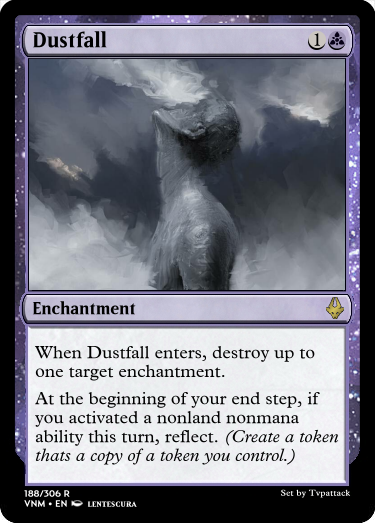 Dustfall 1
Enchantment
When Dustfall enters, destroy up to
one target enchantment.
At the beginning of your end step, if
you activated a nonland nonmana
ability this turn, reflect. (Create a token
thats a copy of a token you control.)
188/306 R
VNM • EN LENTESCURA
Set by Tvpattack